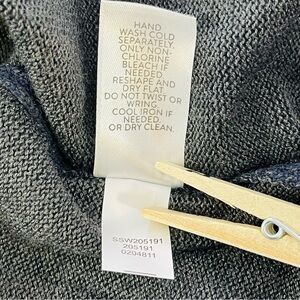 HAND
WASH COLD
SEPARATELY.
ONLY NON-
CHLORINE
BLEACH IF
NEEDED.
RESHAPE AND
DRY FLAT
DO NOT TWIST OR
WRING.
COOL IRON IF
NEEDED.
OR DRY CLEAN.
SSW205191
205191
0204811